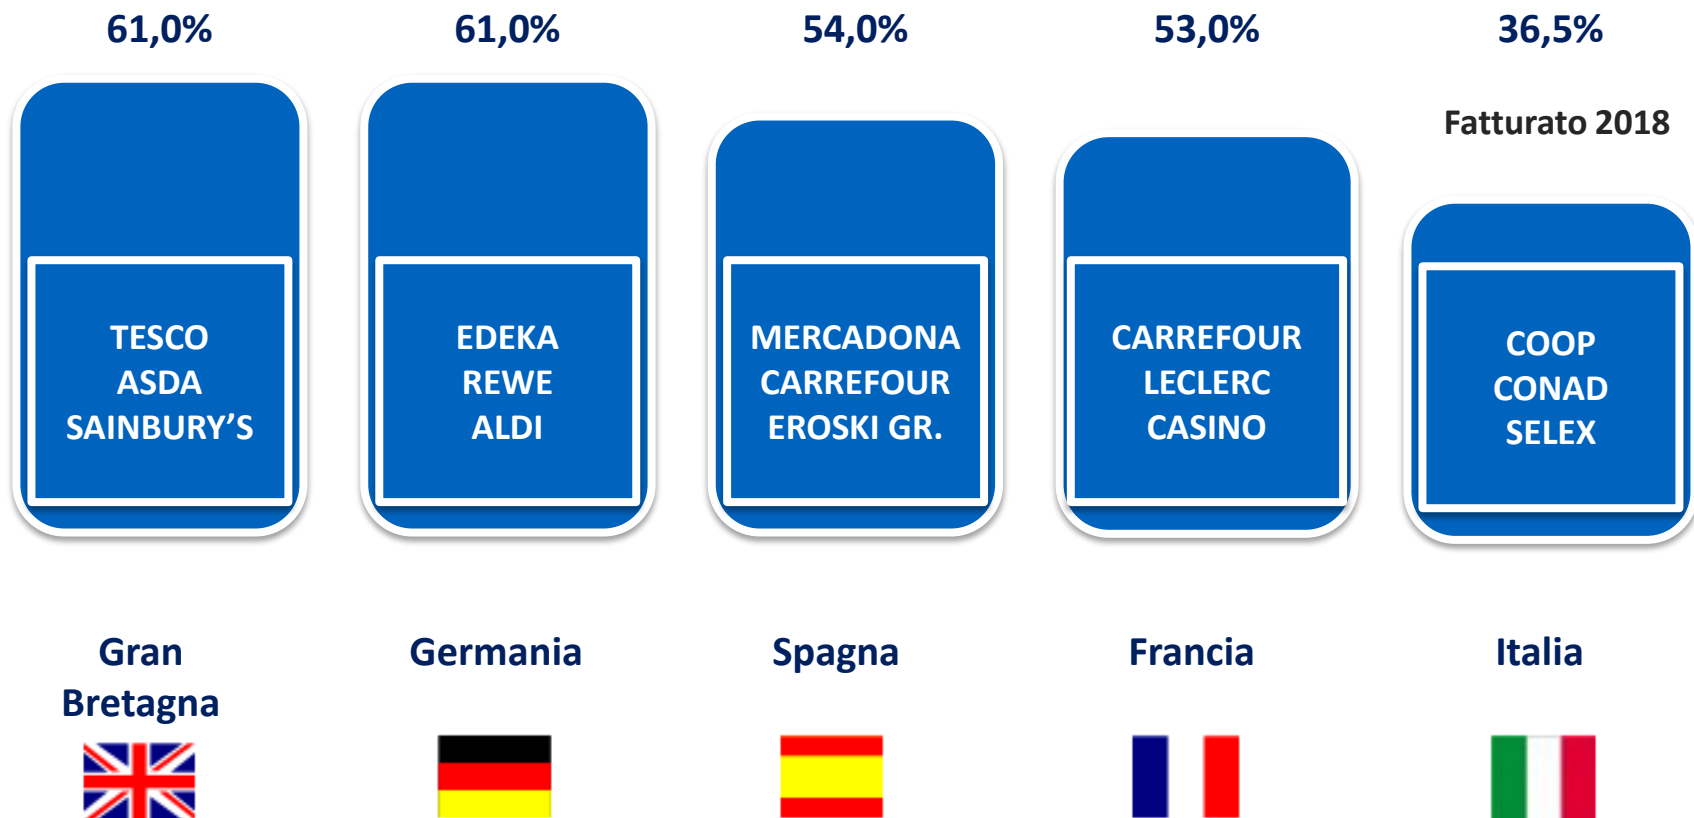 61,0%
61,0%
54,0%
53,0%
36,5%
Fatturato 2018
TESCO
ASDA
SAINBURY’S
EDEKA
REWE
ALDI
MERCADONA
CARREFOUR
EROSKI GR.
CARREFOUR
LECLERC
CASINO
COOP
CONAD
SELEX
Gran
Bretagna
Germania
Spagna
Francia
Italia